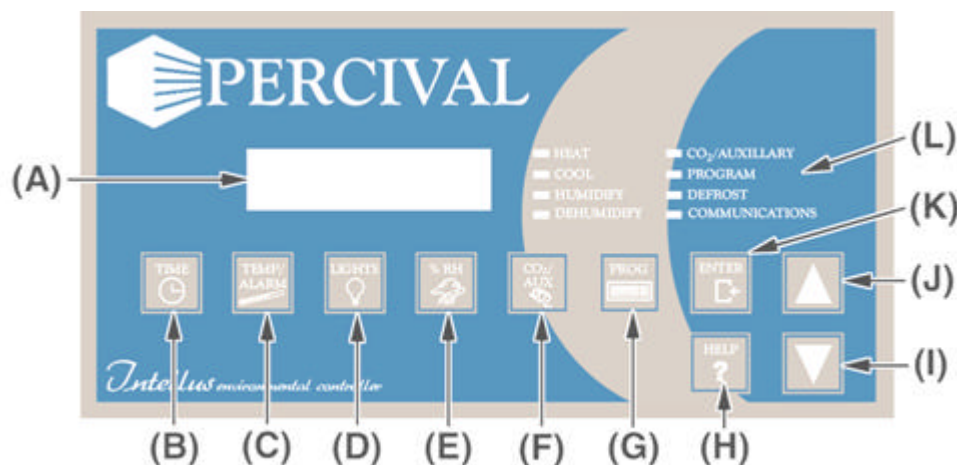 PERCIVAL
(A)
HEAT
COOL
HUMIDIFY
DEHUMIDIFY
CO₂/AUXILLARY
PROGRAM
DEFROST
COMMUNICATIONS
(L)
(K)
TIME
TEMP/
ALARM
LIGHTS
% RH
CO₂/
AUX
PROG
ENTER
(J)
HELP
?
(I)
Intellus environmental controller
(B)
(C)
(D)
(E)
(F)
(G)
(H)